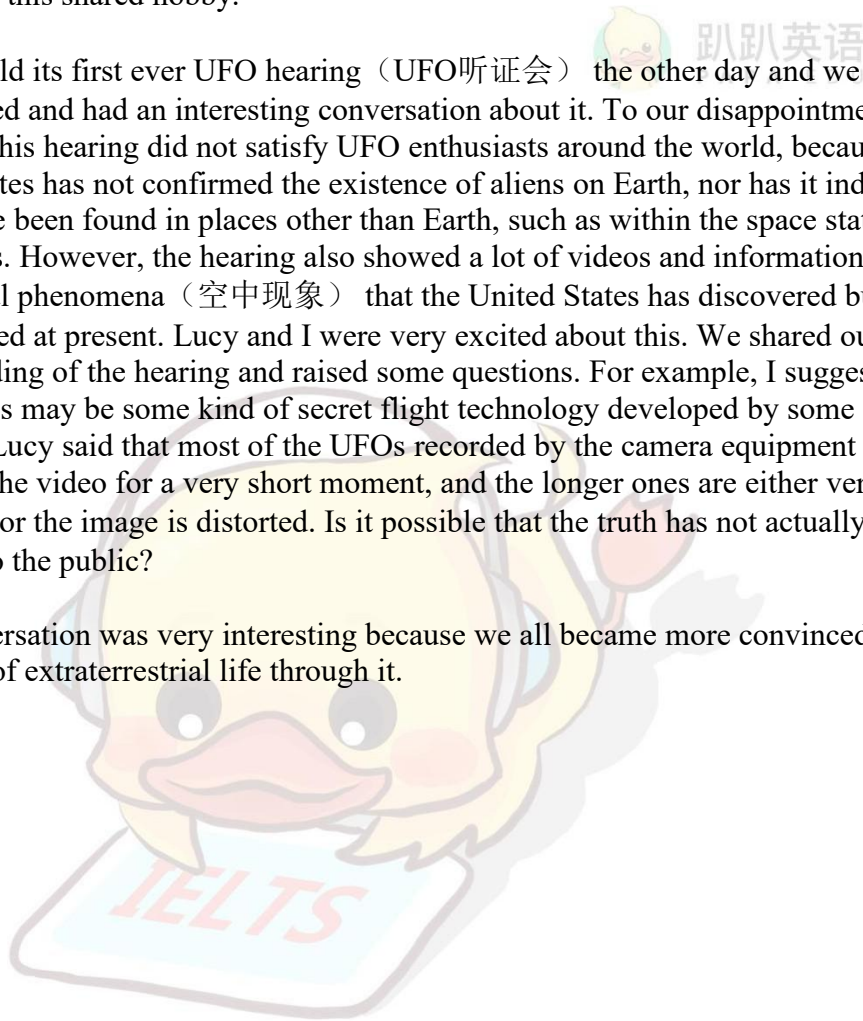 this shared hobby.
趴趴英语
ld its first ever UFO hearing（UFO听证会） the other day and we
ed and had an interesting conversation about it. To our disappointme
his hearing did not satisfy UFO enthusiasts around the world, becau
tes has not confirmed the existence of aliens on Earth, nor has it ind
e been found in places other than Earth, such as within the space stat
s. However, the hearing also showed a lot of videos and information
l phenomena（空中现象） that the United States has discovered b
ed at present. Lucy and I were very excited about this. We shared ou
ding of the hearing and raised some questions. For example, I sugges
s may be some kind of secret flight technology developed by some
Lucy said that most of the UFOs recorded by the camera equipment
he video for a very short moment, and the longer ones are either ver
or the image is distorted. Is it possible that the truth has not actually
o the public?
ersation was very interesting because we all became more convinced
of extraterrestrial life through it.
IELTS